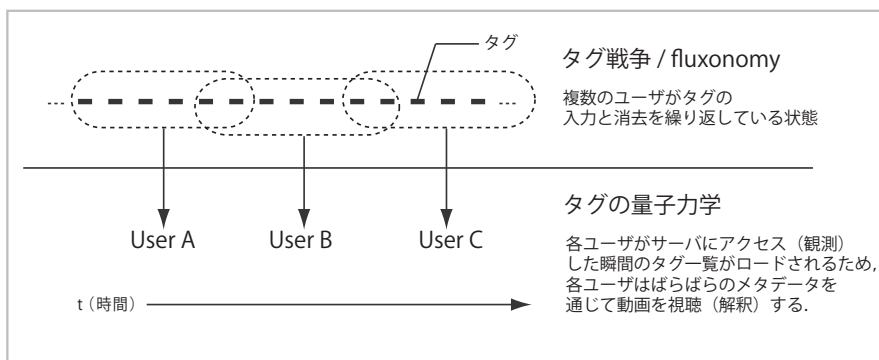 タグ
タグ戦争 / fluxonomy
複数のユーザがタグの
入力と消去を繰り返している状態
... ...
User A User B User C
タグの量子力学
各ユーザがサーバにアクセス（観測）
した瞬間のタグ一覧がロードされるため,
各ユーザはばらばらのメタデータを
通じて動画を視聴（解釈）する.
t（時間）